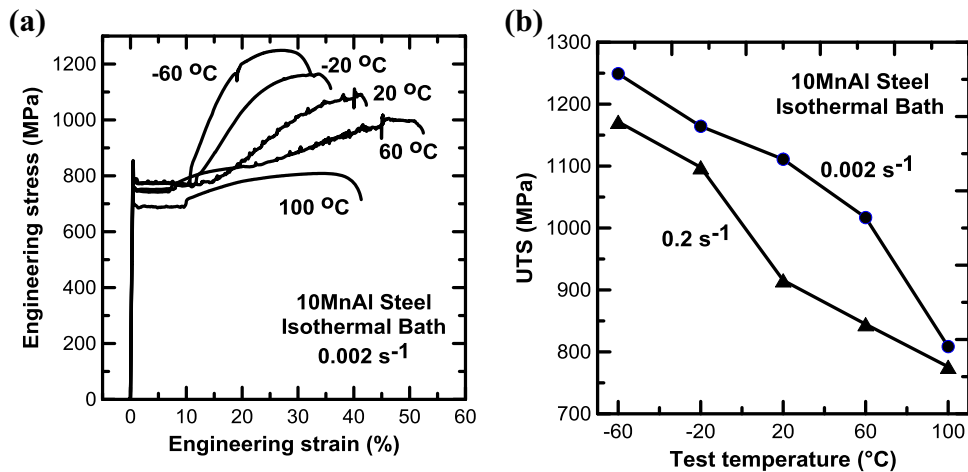 (a)
1200
1000
800
600
400
200
0
Engineering stress (MPa)
-60 °C
-20 °C
20 °C
60 °C
100 °C
10MnAl Steel
Isothermal Bath
0.002 s-1
0 10 20 30 40 50 60
Engineering strain (%)
(b)
1300
1200
1100
1000
900
800
700
UTS (MPa)
10MnAl Steel
Isothermal Bath
0.002 s-1
0.2 s-1
-60 -20 20 60 100
Test temperature (°C)